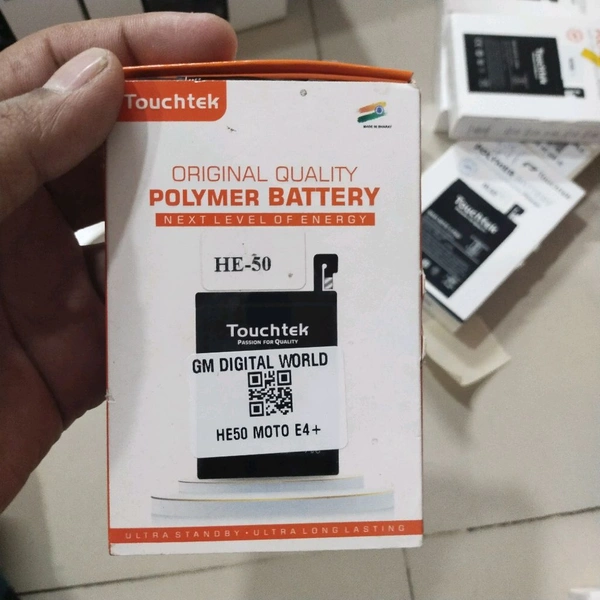 Touchtek
MADE IN BHARAT
ORIGINAL QUALITY
POLYMER BATTERY
NEXT LEVEL OF ENERGY
HE-50
Touchtek
PASSION FOR QUALITY
GM DIGITAL WORLD
HE50 MOTO E4+
ULTRA STANDBY • ULTRA LONG LASTING
Touchtek
Touchtek